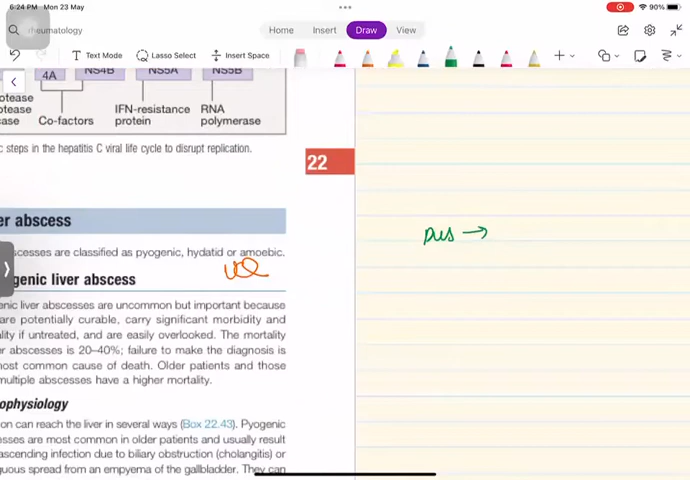 6:24 PM Mon 23 May
90%
heumatology
Home Insert Draw View
Text Mode Lasso Select Insert Space
4A NS4B NS5A NS5B
otease
otease
case Co-factors IFN-resistance protein RNA polymerase
c steps in the hepatitis C viral life cycle to disrupt replication.
22
er abscess
scesses are classified as pyogenic, hydatid or amoebic.
genic liver abscess
enic liver abscesses are uncommon but important because
are potentially curable, carry significant morbidity and
ality if untreated, and are easily overlooked. The mortality
er abscesses is 20–40%; failure to make the diagnosis is
nost common cause of death. Older patients and those
multiple abscesses have a higher mortality.
ophysiology
on can reach the liver in several ways (Box 22.43). Pyogenic
esses are most common in older patients and usually result
ascending infection due to biliary obstruction (cholangitis) or
guous spread from an empyema of the gallbladder. They can
pus →